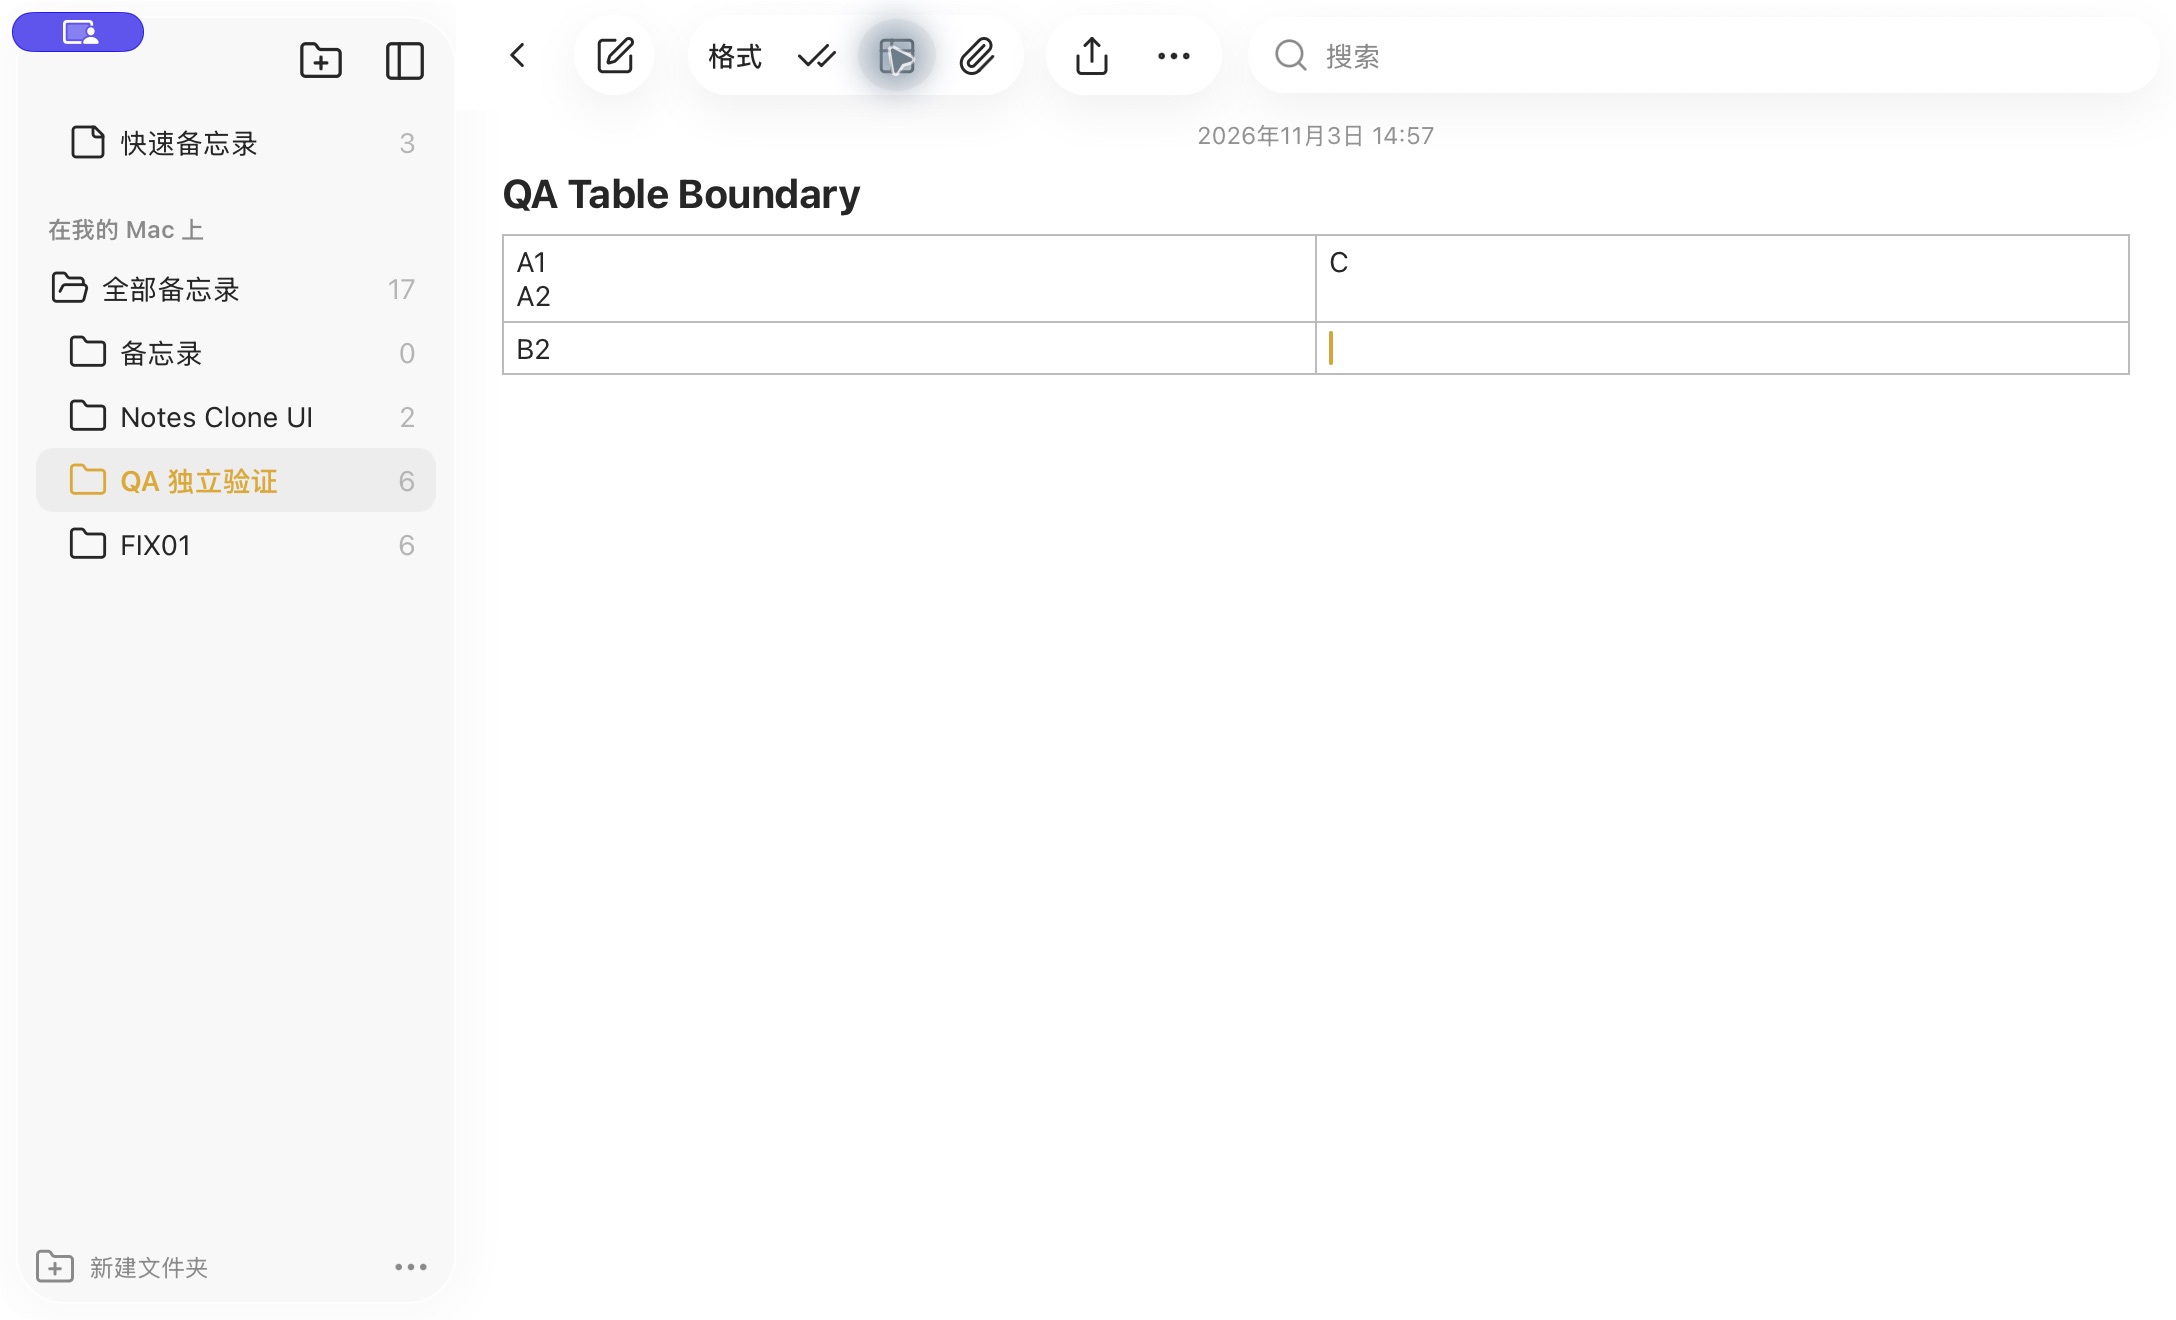 快速备忘录 3
在我的 Mac 上
全部备忘录 17
备忘录 0
Notes Clone UI 2
QA 独立验证 6
FIX01 6
新建文件夹
格式
搜索
2026年11月3日 14:57
QA Table Boundary
A1
A2
C
B2